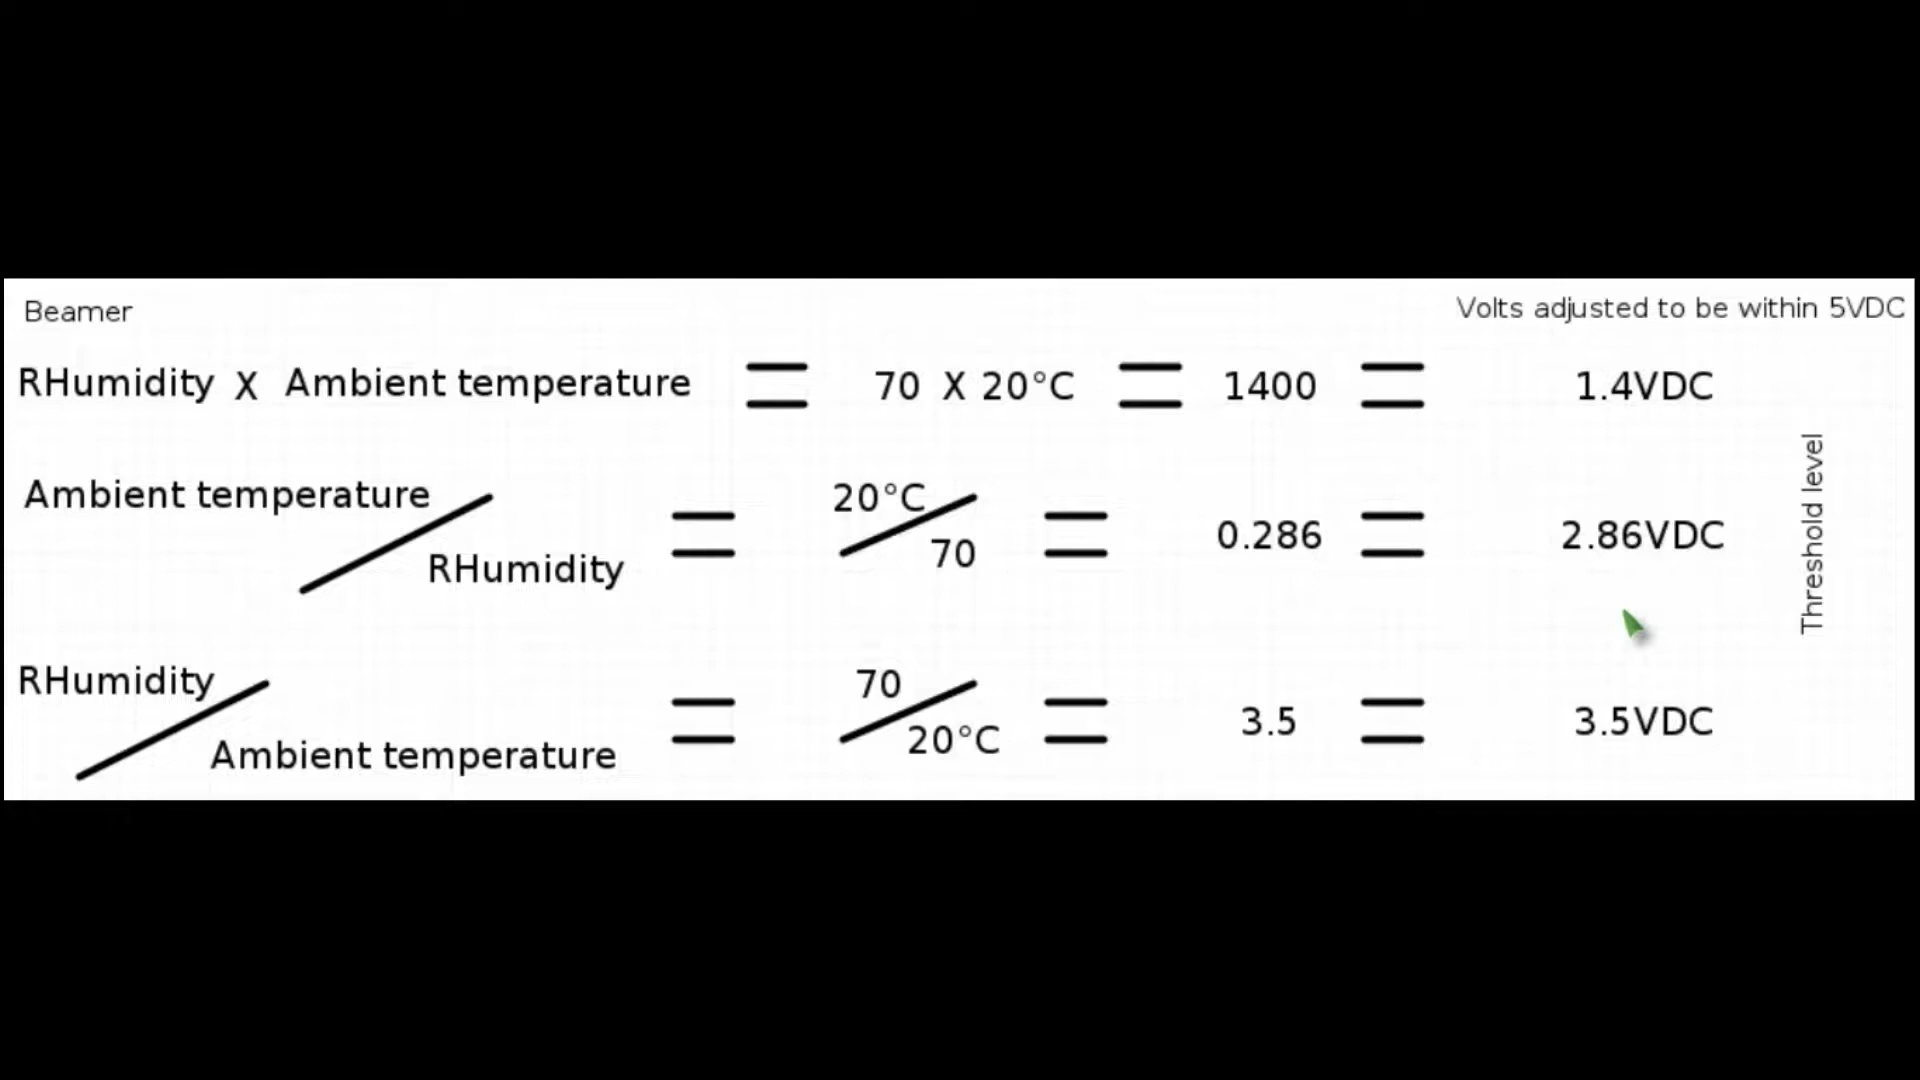 Beamer
Volts adjusted to be within 5VDC
RHumidity X Ambient temperature = 70 X 20°C = 1400 = 1.4VDC
Ambient temperature / RHumidity = 20°C / 70 = 0.286 = 2.86VDC
Threshold level
RHumidity / Ambient temperature = 70 / 20°C = 3.5 = 3.5VDC